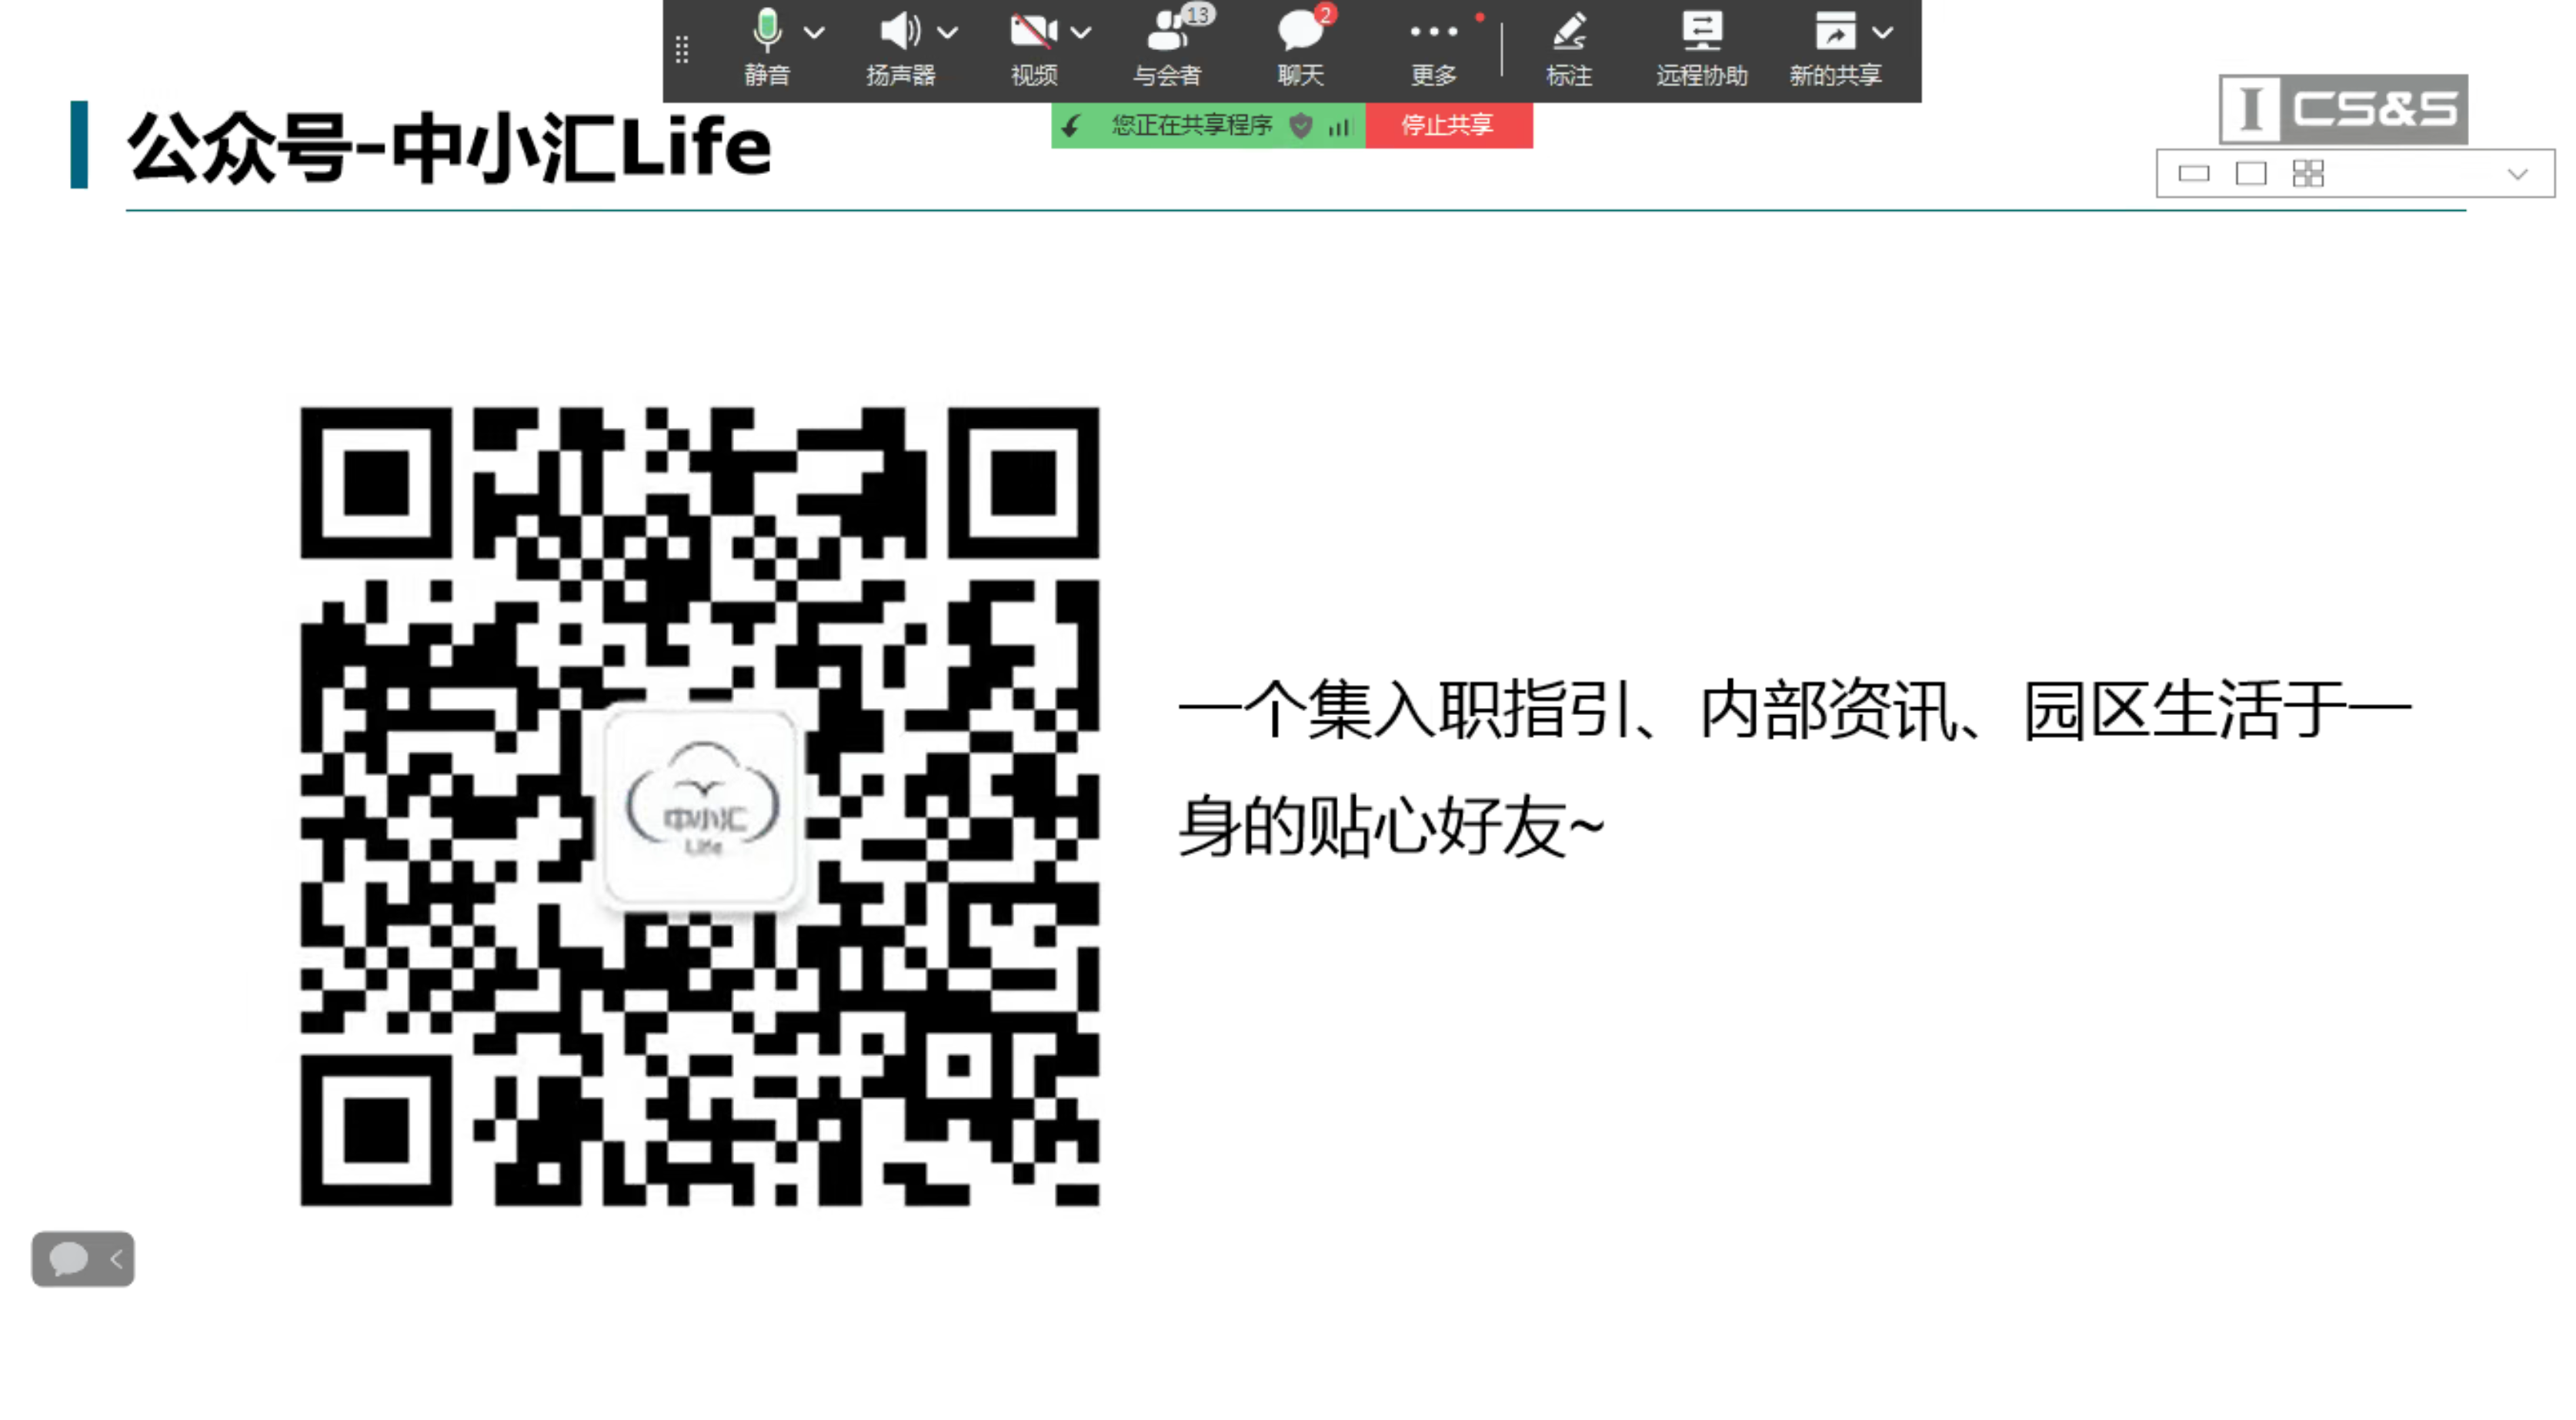 13
2
静音
扬声器
视频
与会者
聊天
更多
标注
远程协助
新的共享
您正在共享程序
停止共享
I CS&S
公众号-中小汇Life
一个集入职指引、内部资讯、园区生活于一
身的贴心好友~
中小汇
Life